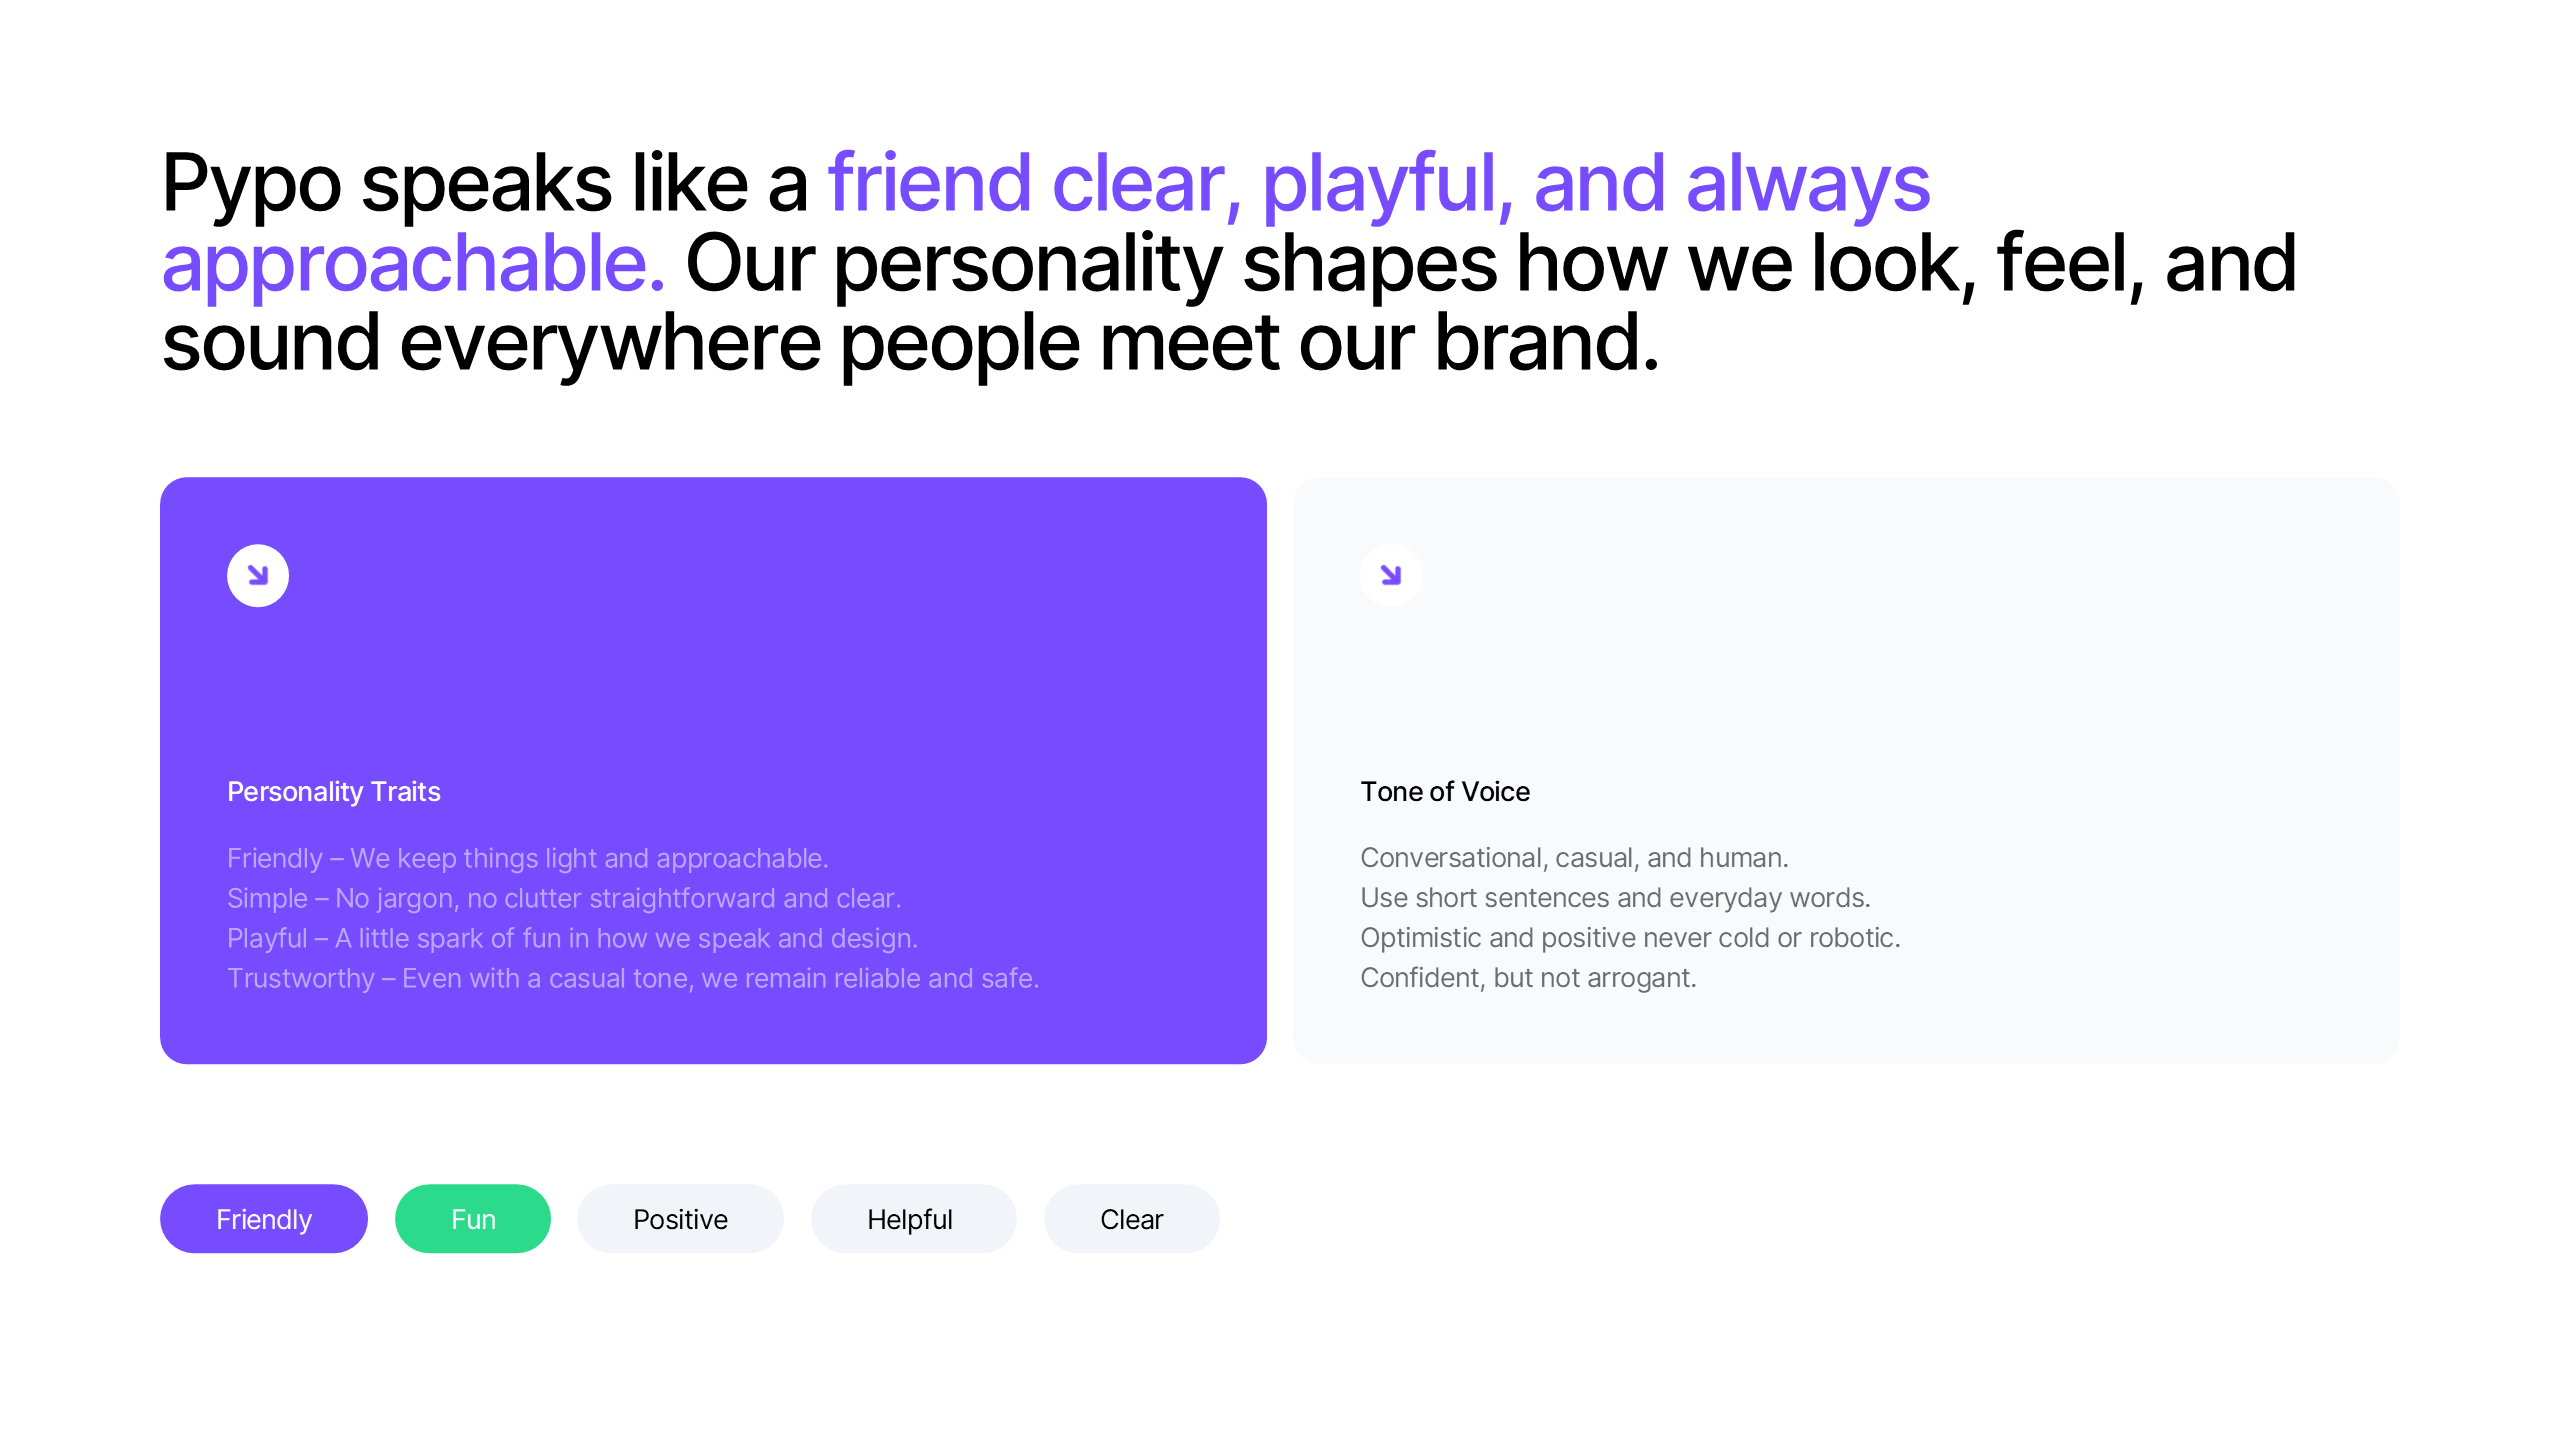 Pypo speaks like a friend clear, playful, and always
approachable. Our personality shapes how we look, feel, and
sound everywhere people meet our brand.
Personality Traits
Friendly – We keep things light and approachable.
Simple – No jargon, no clutter straightforward and clear.
Playful – A little spark of fun in how we speak and design.
Trustworthy – Even with a casual tone, we remain reliable and safe.
Tone of Voice
Conversational, casual, and human.
Use short sentences and everyday words.
Optimistic and positive never cold or robotic.
Confident, but not arrogant.
Friendly
Fun
Positive
Helpful
Clear